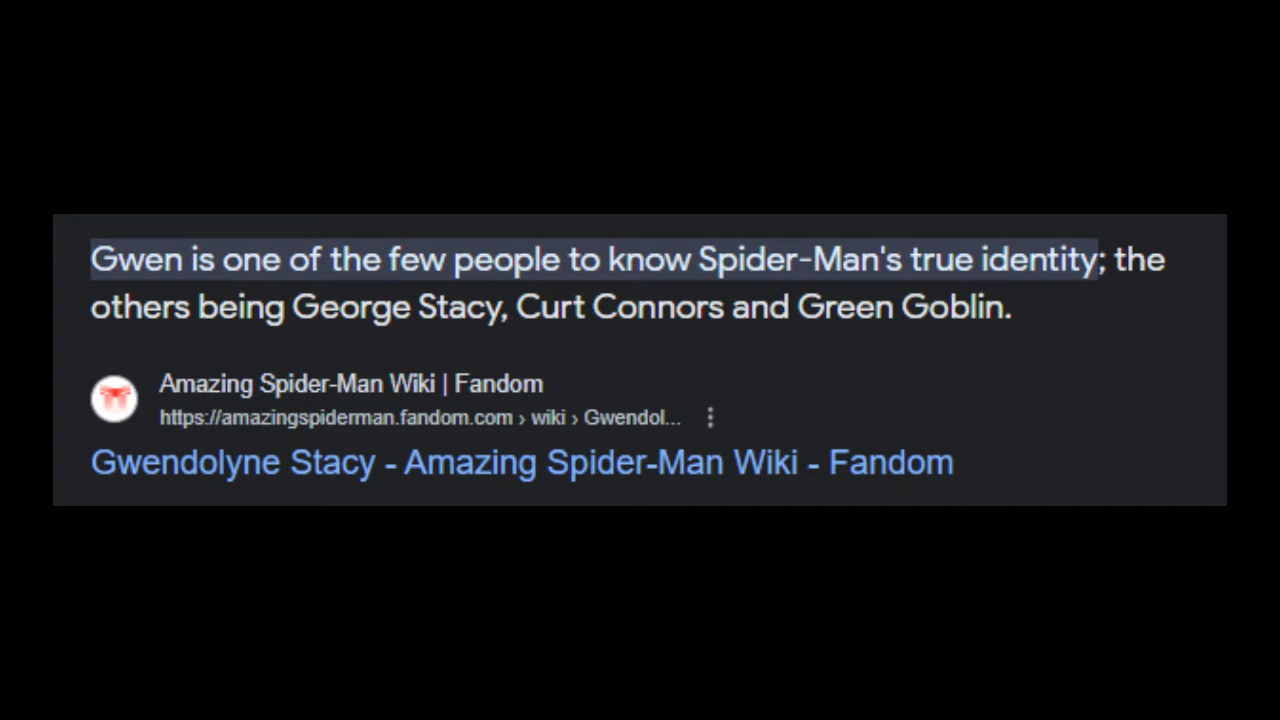 Gwen is one of the few people to know Spider-Man's true identity; the
others being George Stacy, Curt Connors and Green Goblin.
Amazing Spider-Man Wiki | Fandom
https://amazingspiderman.fandom.com › wiki › Gwendol...
Gwendolyne Stacy - Amazing Spider-Man Wiki - Fandom